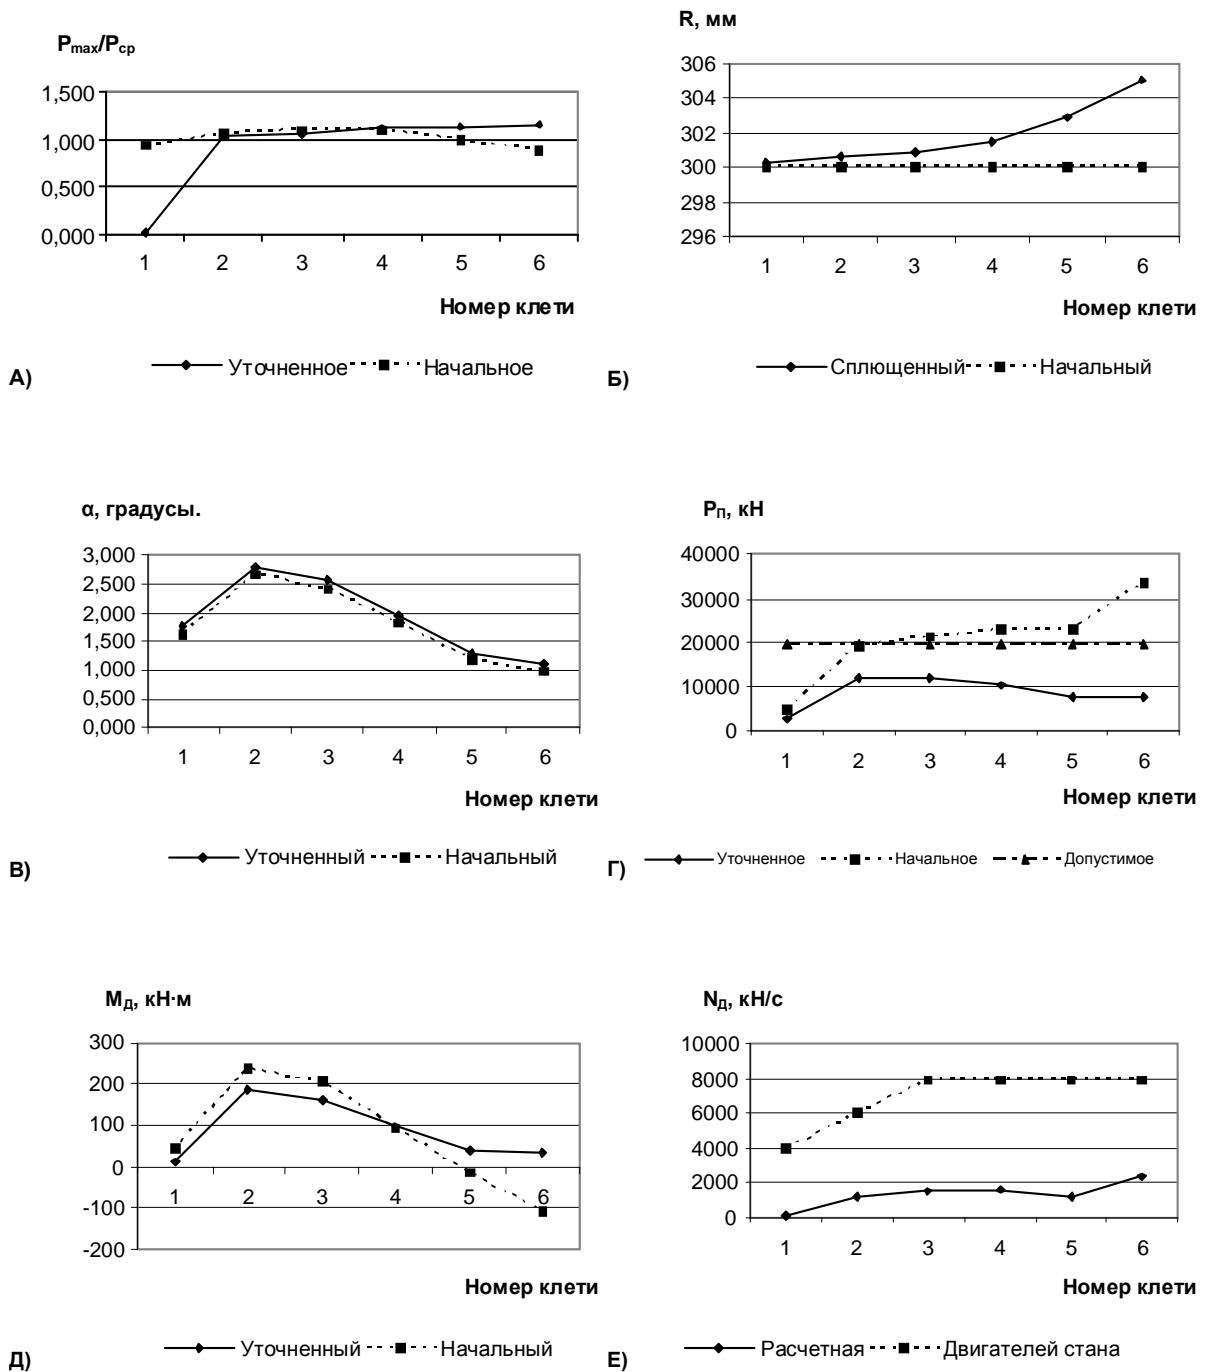 P_max/P_ср
1,500
1,000
0,500
0,000
1 2 3 4 5 6
Номер клети
Уточненное Начальное
А)
R, мм
306
304
302
300
298
296
1 2 3 4 5 6
Номер клети
Сплющенный Начальный
Б)
α, градусы.
3,000
2,500
2,000
1,500
1,000
0,500
0,000
1 2 3 4 5 6
Номер клети
Уточненный Начальный
В)
P_П, кН
40000
30000
20000
10000
0
1 2 3 4 5 6
Номер клети
Уточненное Начальное Допустимое
Г)
M_Д, кН·м
300
200
100
0
-100
-200
1 2 3 4 5 6
Номер клети
Уточненный Начальный
Д)
N_Д, кН/с
10000
8000
6000
4000
2000
0
1 2 3 4 5 6
Номер клети
Расчетная Двигателей стана
Е)